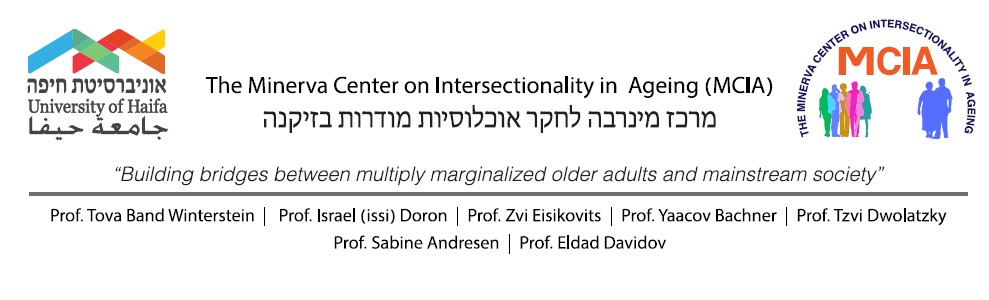 אוניברסיטת חיפה
University of Haifa
جامعة حيفا
The Minerva Center on Intersectionality in Ageing (MCIA)
מרכז מינרבה לחקר אוכלוסיות מודרות בזיקנה
THE MINERVA CENTER ON INTERSECTIONALITY IN AGEING
MCIA
“Building bridges between multiply marginalized older adults and mainstream society”
Prof. Tova Band Winterstein | Prof. Israel (issi) Doron | Prof. Zvi Eisikovits | Prof. Yaacov Bachner | Prof. Tzvi Dwolatzky
Prof. Sabine Andresen | Prof. Eldad Davidov